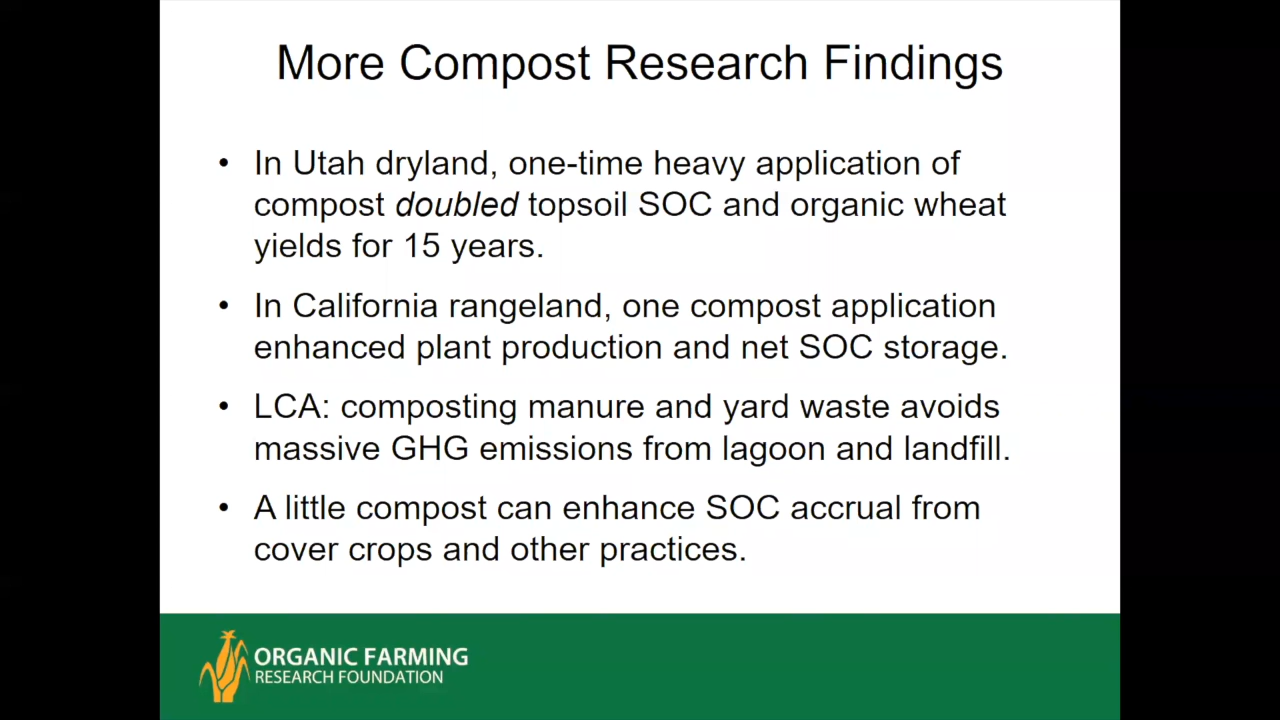 More Compost Research Findings
• In Utah dryland, one-time heavy application of
compost doubled topsoil SOC and organic wheat
yields for 15 years.
• In California rangeland, one compost application
enhanced plant production and net SOC storage.
• LCA: composting manure and yard waste avoids
massive GHG emissions from lagoon and landfill.
• A little compost can enhance SOC accrual from
cover crops and other practices.
ORGANIC FARMING
RESEARCH FOUNDATION